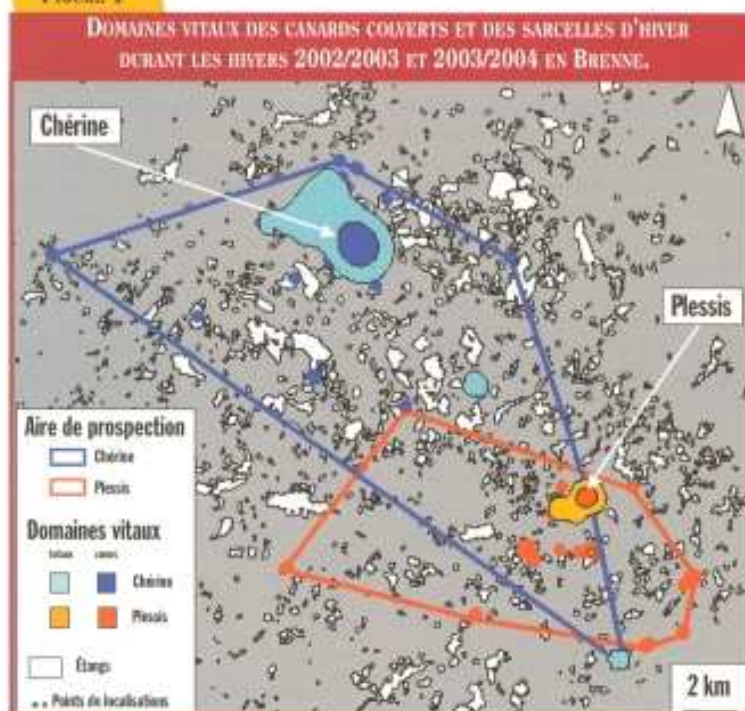 DOMAINES VITAUX DES CANARDS COLVERTS ET DES SARCELLES D'HIVER
DURANT LES HIVERS 2002/2003 ET 2003/2004 EN BRENNE.
Chérine
N
Plessis
Aire de prospection
Chérine
Plessis
Domaines vitaux
totaux
Chérine
Plessis
Étangs
Points de localisations
2 km